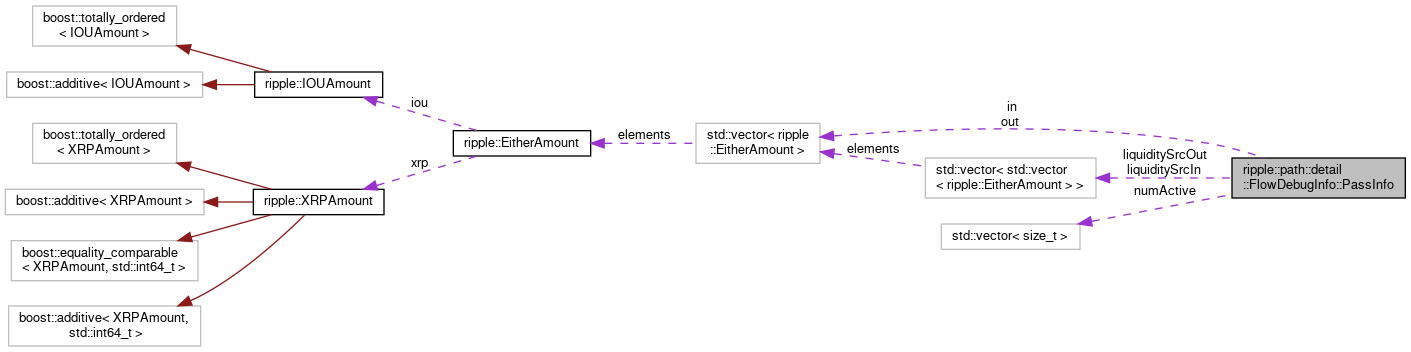 boost::totally_ordered
< IOUAmount >
boost::additive< IOUAmount >
ripple::IOUAmount
boost::totally_ordered
< XRPAmount >
boost::additive< XRPAmount >
ripple::XRPAmount
boost::equality_comparable
< XRPAmount, std::int64_t >
boost::additive< XRPAmount,
std::int64_t >
iou
xrp
ripple::EitherAmount
elements
std::vector< ripple
::EitherAmount >
in
out
elements
std::vector< std::vector
< ripple::EitherAmount > >
liquiditySrcOut
liquiditySrcIn
numActive
std::vector< size_t >
ripple::path::detail
::FlowDebugInfo::PassInfo